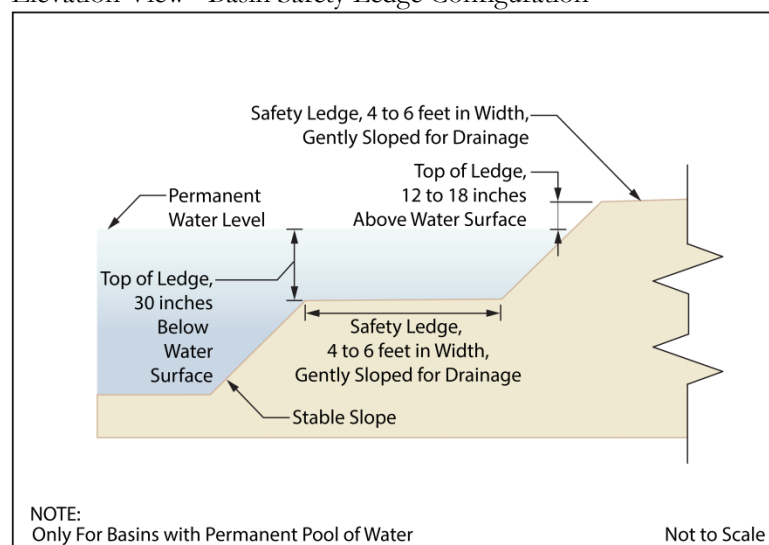 Elevation View - Basin Safety Ledge Configuration
Safety Ledge, 4 to 6 feet in Width,
Gently Sloped for Drainage
Top of Ledge,
12 to 18 inches
Above Water Surface
Permanent
Water Level
Top of Ledge,
30 inches
Below
Water
Surface
Safety Ledge,
4 to 6 feet in Width,
Gently Sloped for Drainage
Stable Slope
NOTE:
Only For Basins with Permanent Pool of Water
Not to Scale